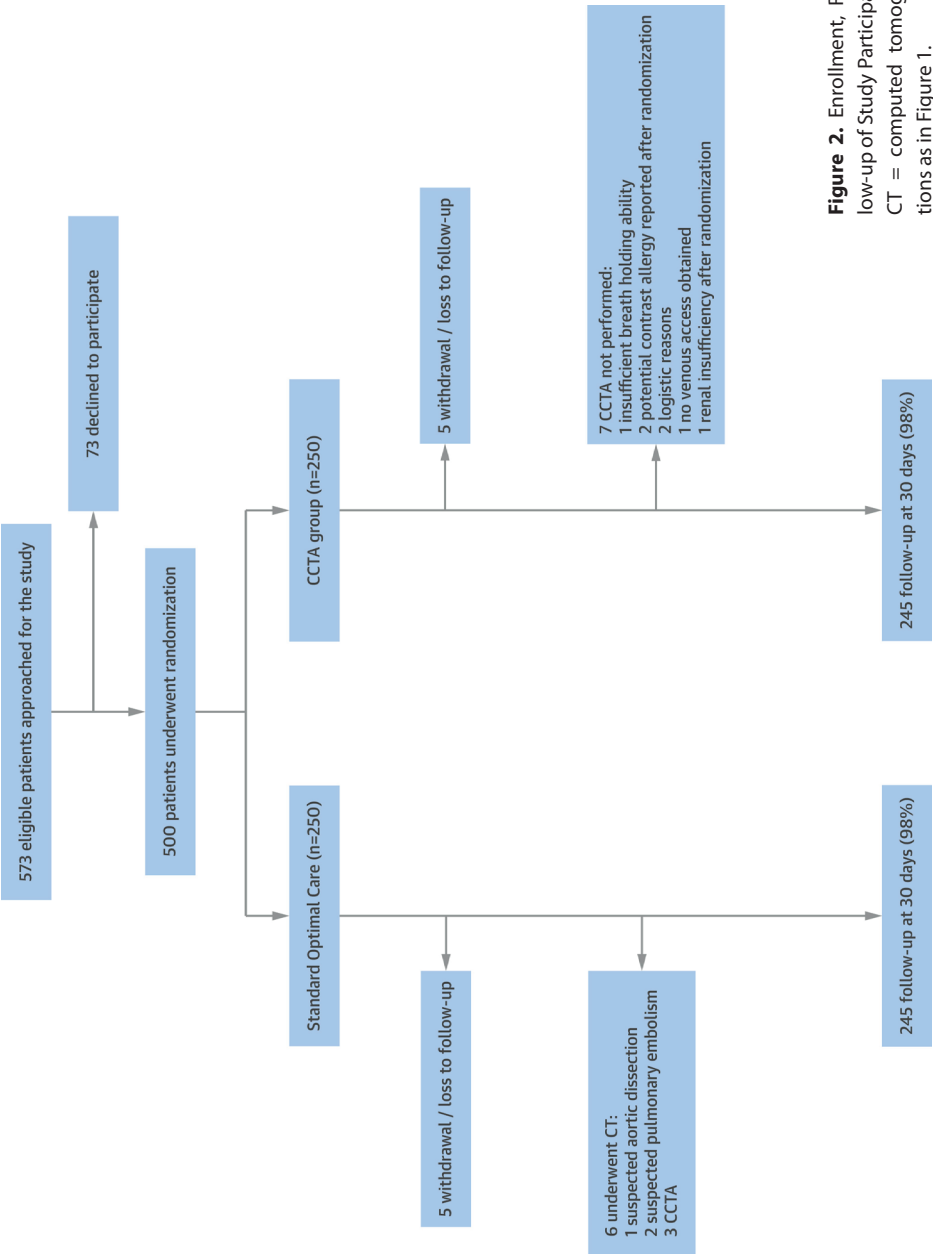 573 eligible patients approached for the study
73 declined to participate
500 patients underwent randomization
Standard Optimal Care (n=250)
CCTA group (n=250)
5 withdrawal / loss to follow-up
5 withdrawal / loss to follow-up
6 underwent CT:
1 suspected aortic dissection
2 suspected pulmonary embolism
3 CCTA
7 CCTA not performed:
1 insufficient breath holding ability
2 potential contrast allergy reported after randomization
2 logistic reasons
1 no venous access obtained
1 renal insufficiency after randomization
245 follow-up at 30 days (98%)
245 follow-up at 30 days (98%)
Figure 2. Enrollment,
low-up of Study
CT = computed
tions as in Figure 1.